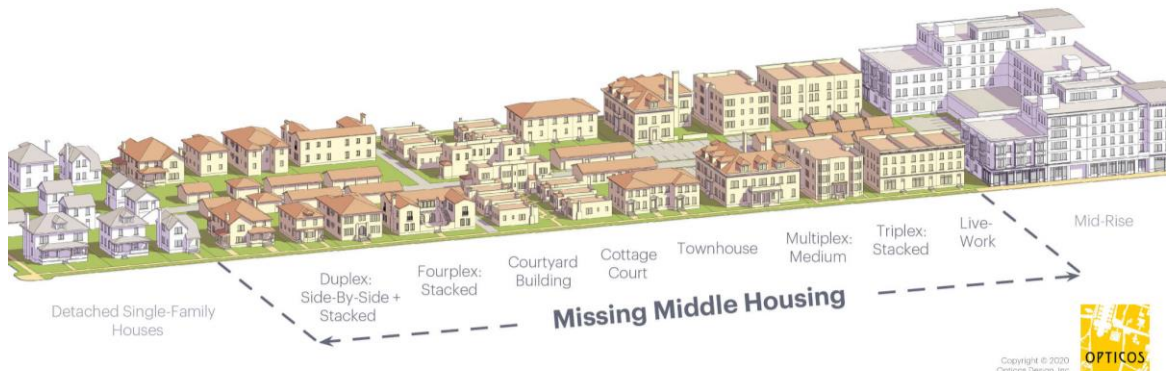 Detached Single-Family
Houses
Duplex:
Side-By-Side +
Stacked
Fourplex:
Stacked
Courtyard
Building
Cottage
Court
Townhouse
Multiplex:
Medium
Triplex:
Stacked
Live-
Work
Mid-Rise
Missing Middle Housing
Copyright © 2020
OPTICOS